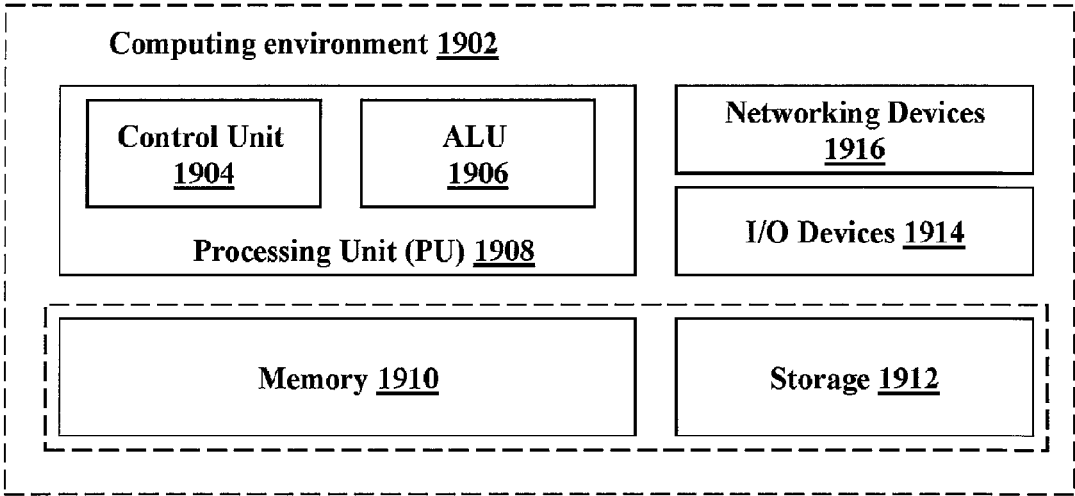 Computing environment 1902
Control Unit
1904
ALU
1906
Processing Unit (PU) 1908
Networking Devices
1916
I/O Devices 1914
Memory 1910
Storage 1912